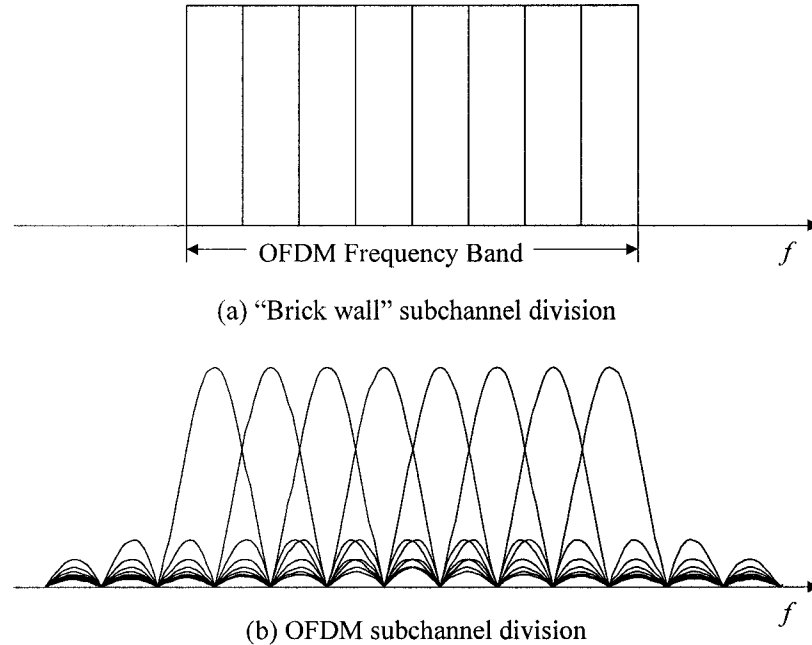 OFDM Frequency Band
f
(a) “Brick wall” subchannel division
f
(b) OFDM subchannel division